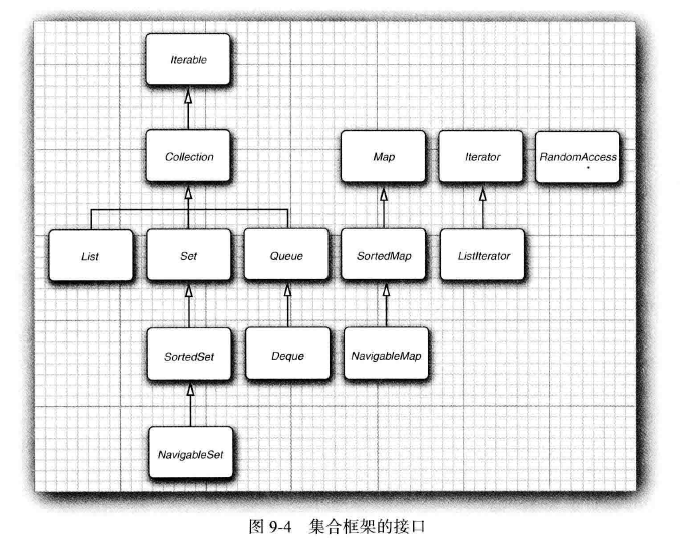 Iterable
Collection
Map
Iterator
RandomAccess
List
Set
Queue
SortedMap
ListIterator
SortedSet
Deque
NavigableMap
NavigableSet
图 9-4 集合框架的接口